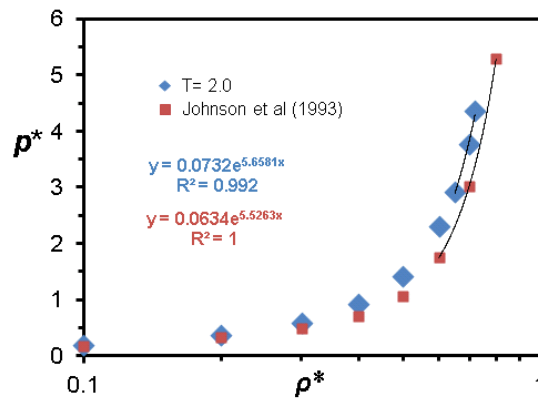 6
5
4
3
2
1
0
p*
T= 2.0
Johnson et al (1993)
y = 0.0732e^5.6581x
R² = 0.992
y = 0.0634e^5.5263x
R² = 1
0.1
ρ*
1